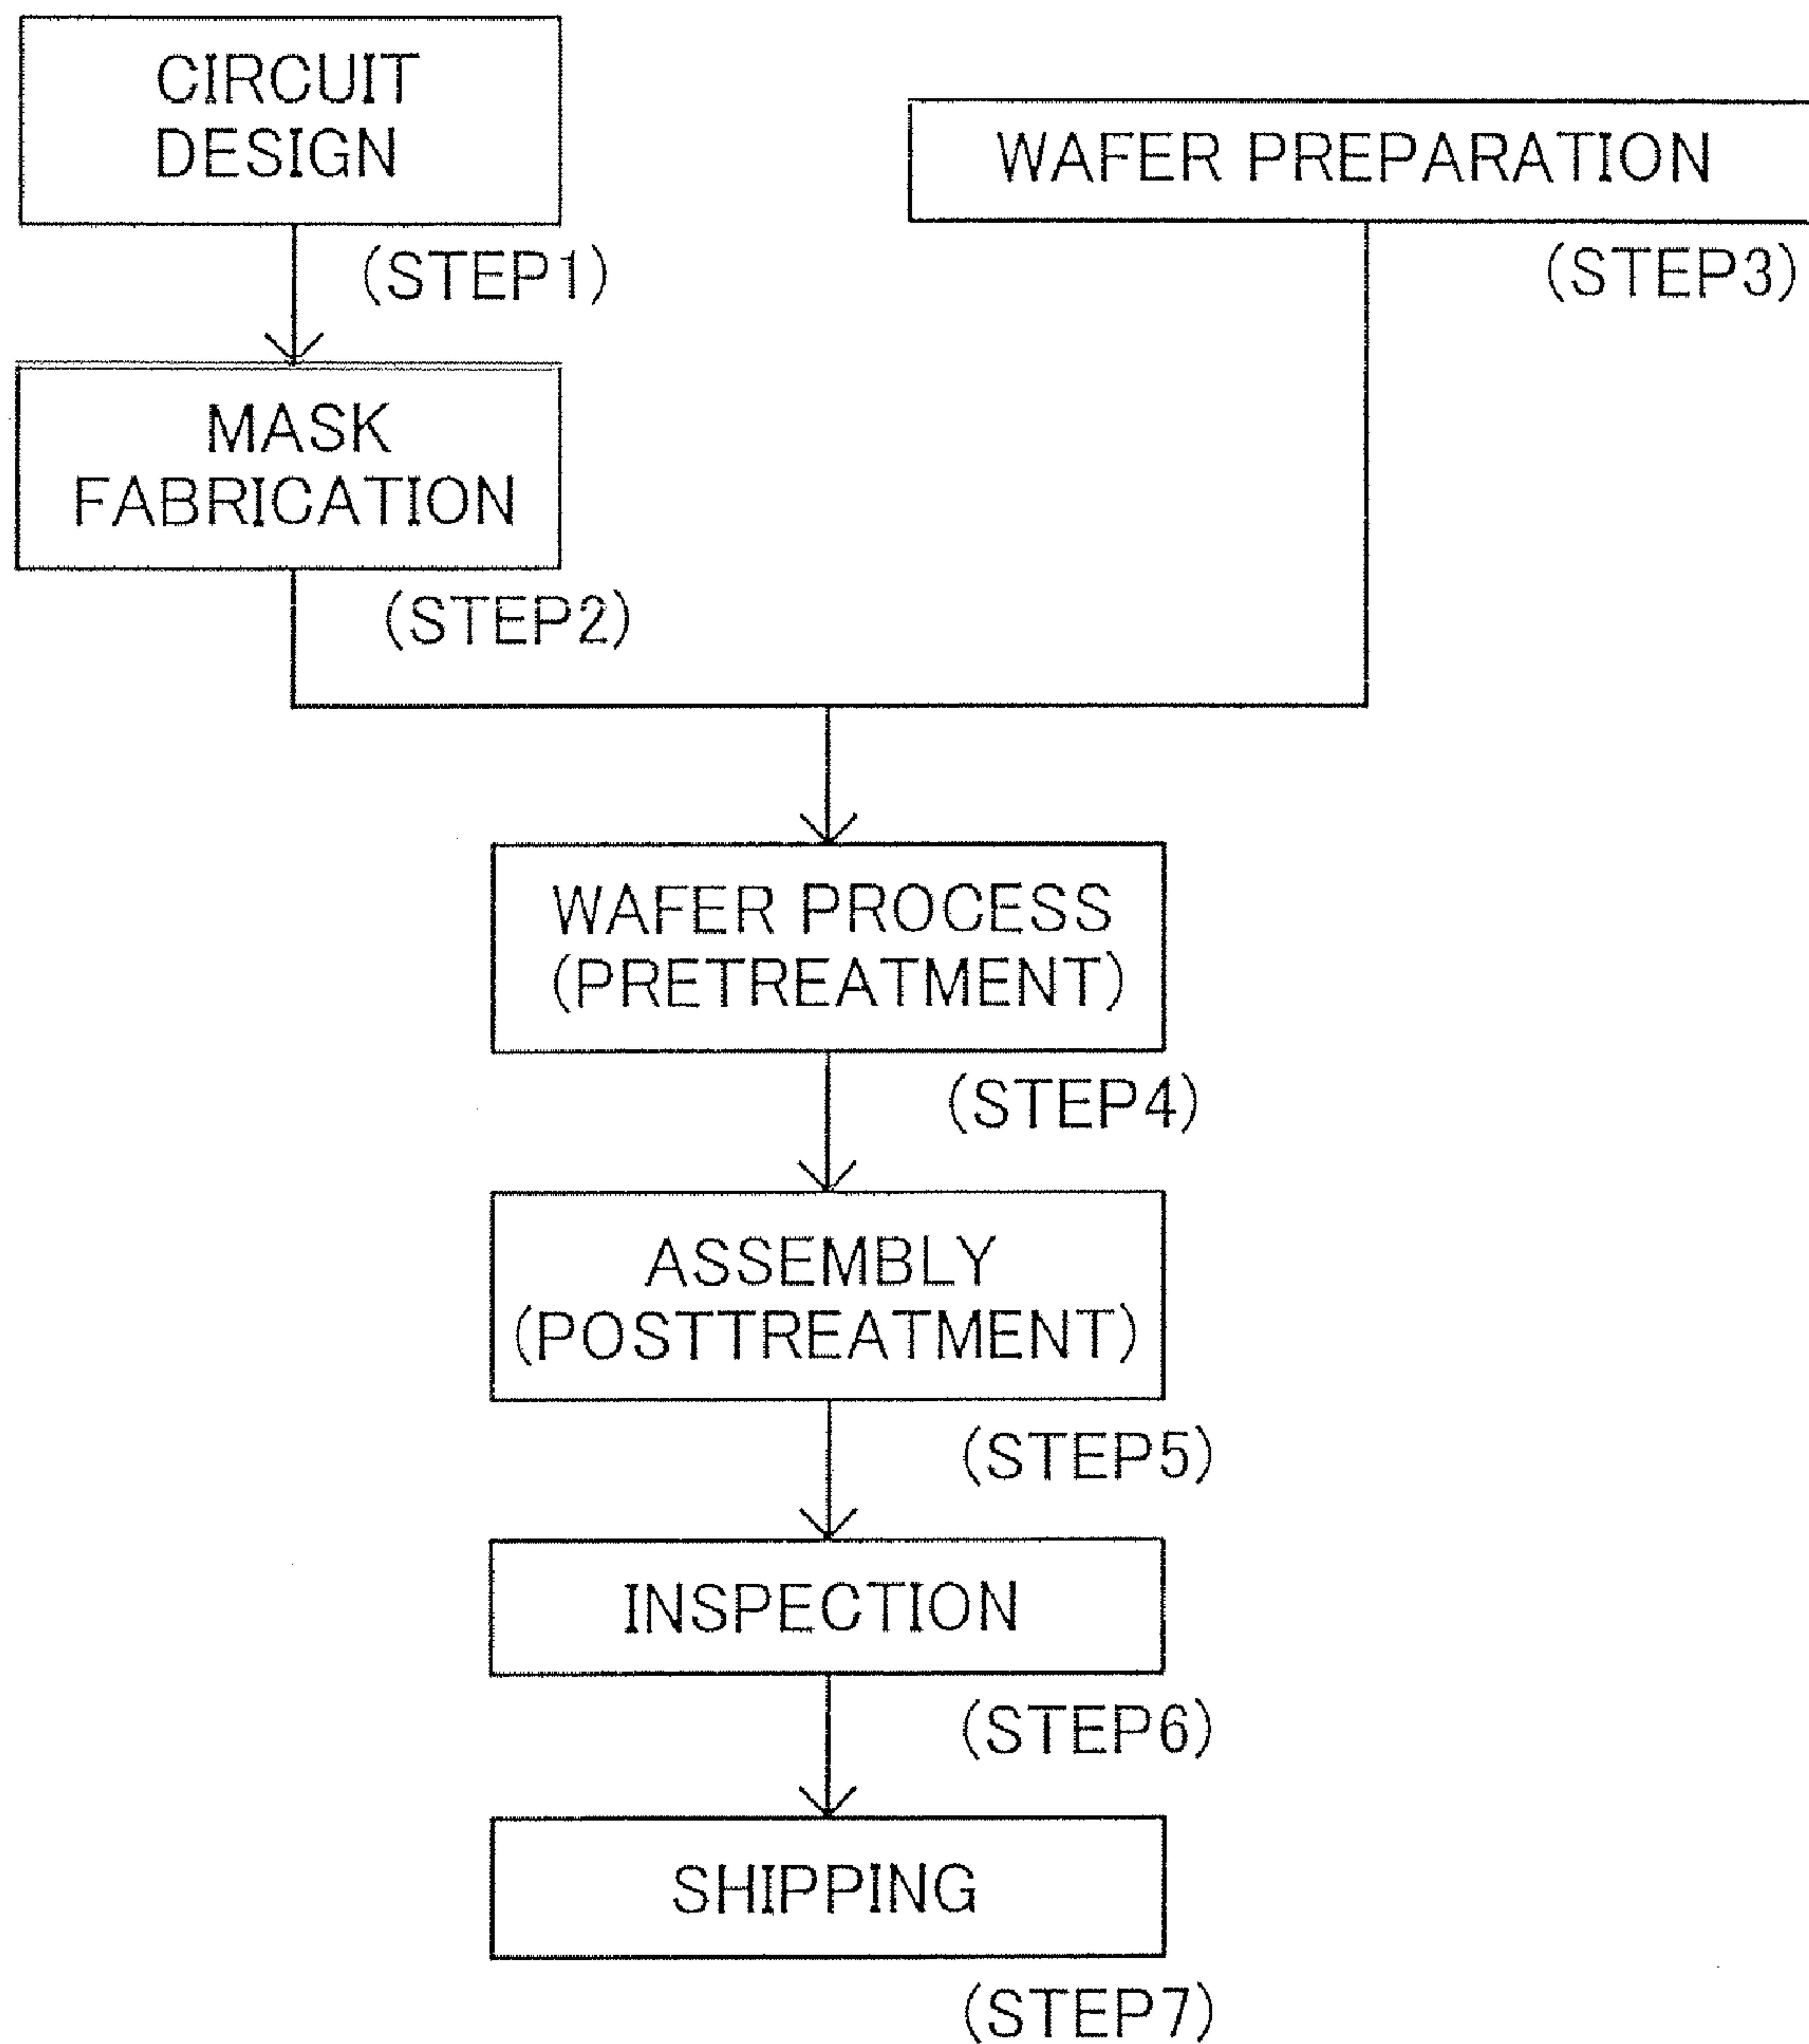 CIRCUIT
DESIGN
(STEP1)
MASK
FABRICATION
(STEP2)
WAFER PREPARATION
(STEP3)
WAFER PROCESS
(PRETREATMENT)
(STEP4)
ASSEMBLY
(POSTTREATMENT)
(STEP5)
INSPECTION
(STEP6)
SHIPPING
(STEP7)